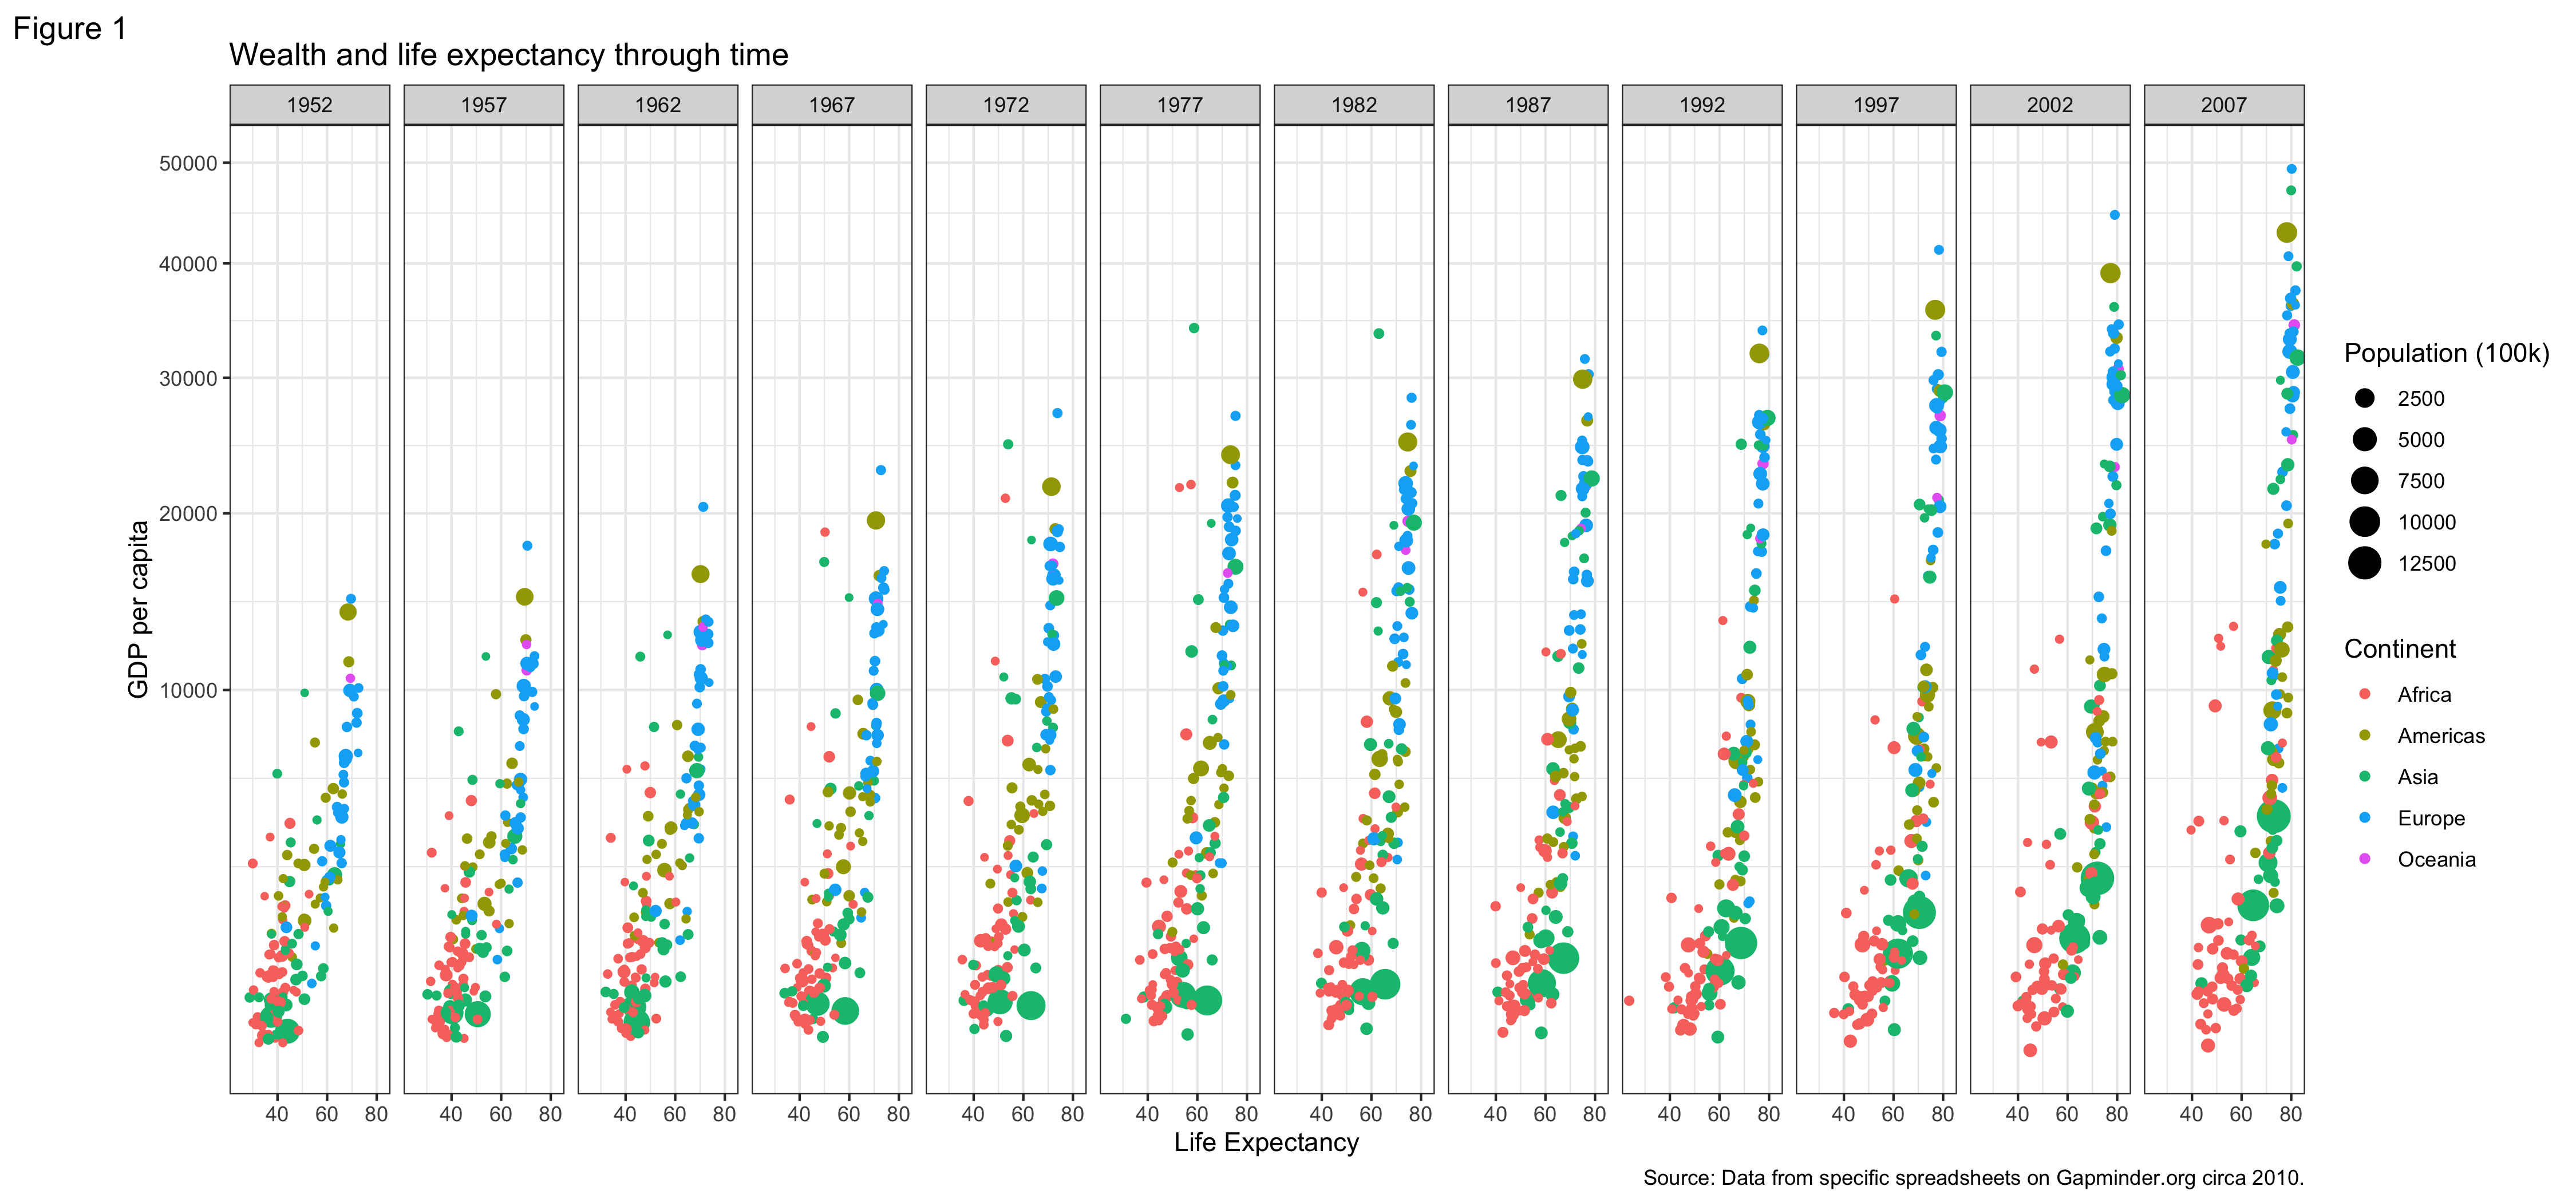 Figure 1
Wealth and life expectancy through time
1952 1957 1962 1967 1972 1977 1982 1987 1992 1997 2002 2007
50000
40000
30000
20000
10000
GDP per capita
40 60 80 40 60 80 40 60 80 40 60 80 40 60 80 40 60 80 40 60 80 40 60 80 40 60 80 40 60 80 40 60 80 40 60 80
Life Expectancy
Population (100k)
2500
5000
7500
10000
12500
Continent
Africa
Americas
Asia
Europe
Oceania
Source: Data from specific spreadsheets on Gapminder.org circa 2010.